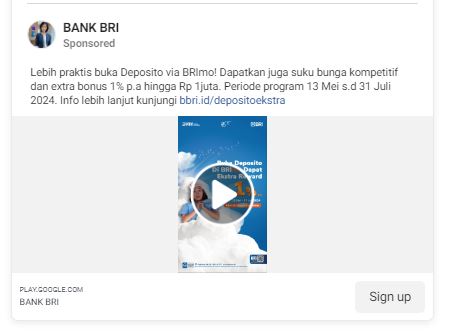 BANK BRI
Sponsored
Lebih praktis buka Deposito via BRImo! Dapatkan juga suku bunga kompetitif
dan extra bonus 1% p.a hingga Rp 1juta. Periode program 13 Mei s.d 31 Juli
2024. Info lebih lanjut kunjungi bbri.id/depositoekstra
BRI
Buka Deposito
Di BRI Dapat
Ekstra Reward
PLAY.GOOGLE.COM
BANK BRI
Sign up